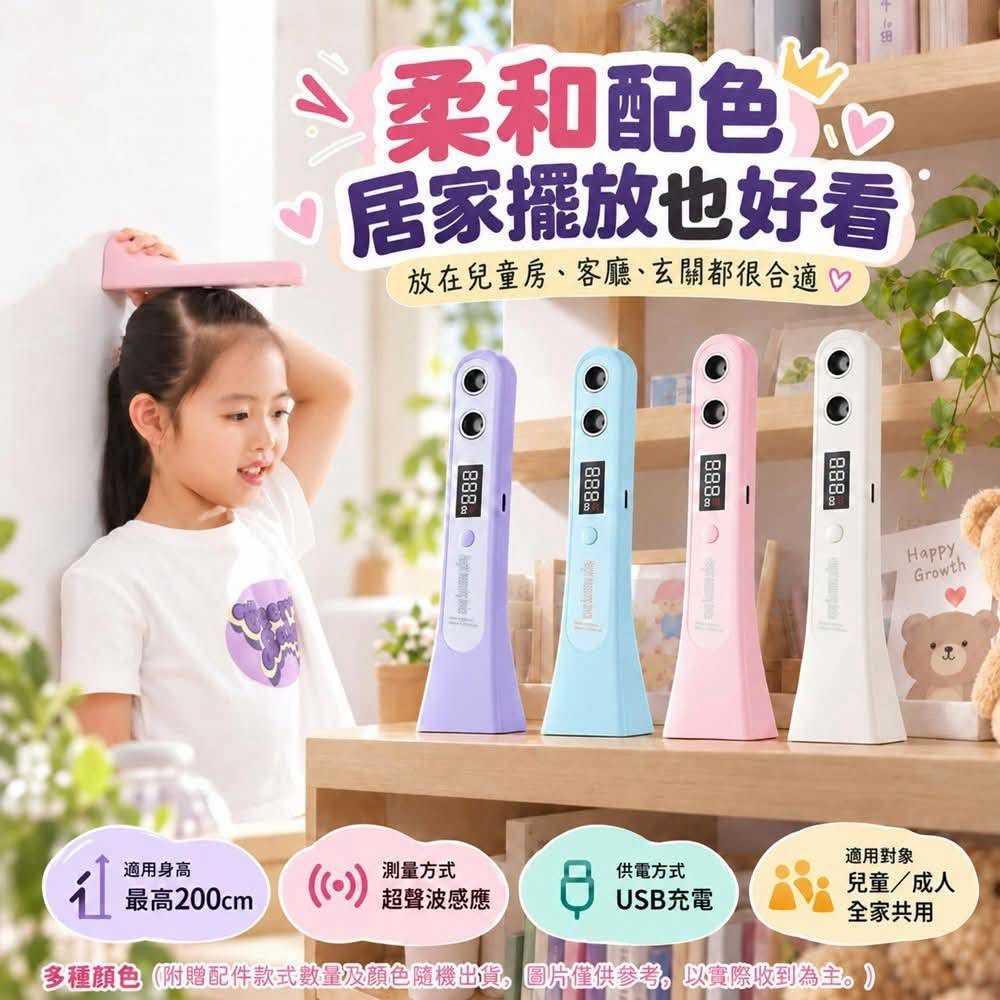 柔和配色
居家擺放也好看
放在兒童房、客廳、玄關都很合適
Happy
Growth
適用身高
最高200cm
測量方式
超聲波感應
供電方式
USB充電
適用對象
兒童／成人
全家共用
多種顏色 (附贈配件款式數量及顏色隨機出貨，圖片僅供參考，以實際收到為主。)